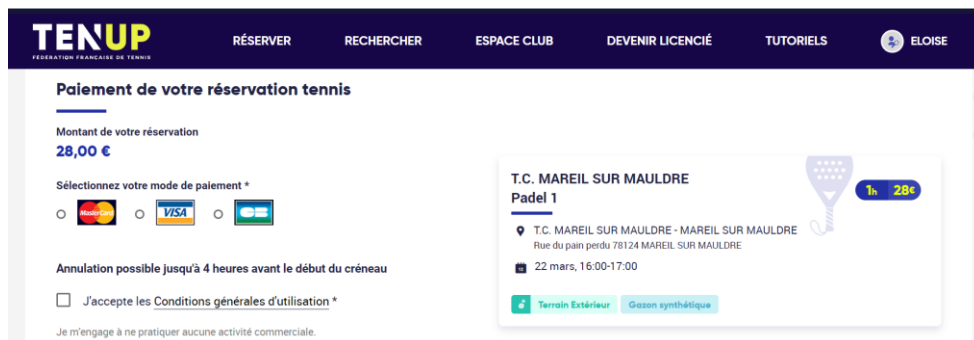 TENUP
FÉDÉRATION FRANÇAISE DE TENNIS
RÉSERVER
RECHERCHER
ESPACE CLUB
DEVENIR LICENCIÉ
TUTORIELS
ELOISE
Paiement de votre réservation tennis
Montant de votre réservation
28,00 €
Sélectionnez votre mode de paiement *
MasterCard
VISA
CB
Annulation possible jusqu'à 4 heures avant le début du créneau
J'accepte les Conditions générales d'utilisation *
Je m'engage à ne pratiquer aucune activité commerciale.
T.C. MAREIL SUR MAULDRE
Padel 1
1h 28€
T.C. MAREIL SUR MAULDRE - MAREIL SUR MAULDRE
Rue du pain perdu 78124 MAREIL SUR MAULDRE
22 mars, 16:00-17:00
Terrain Extérieur
Gazon synthétique